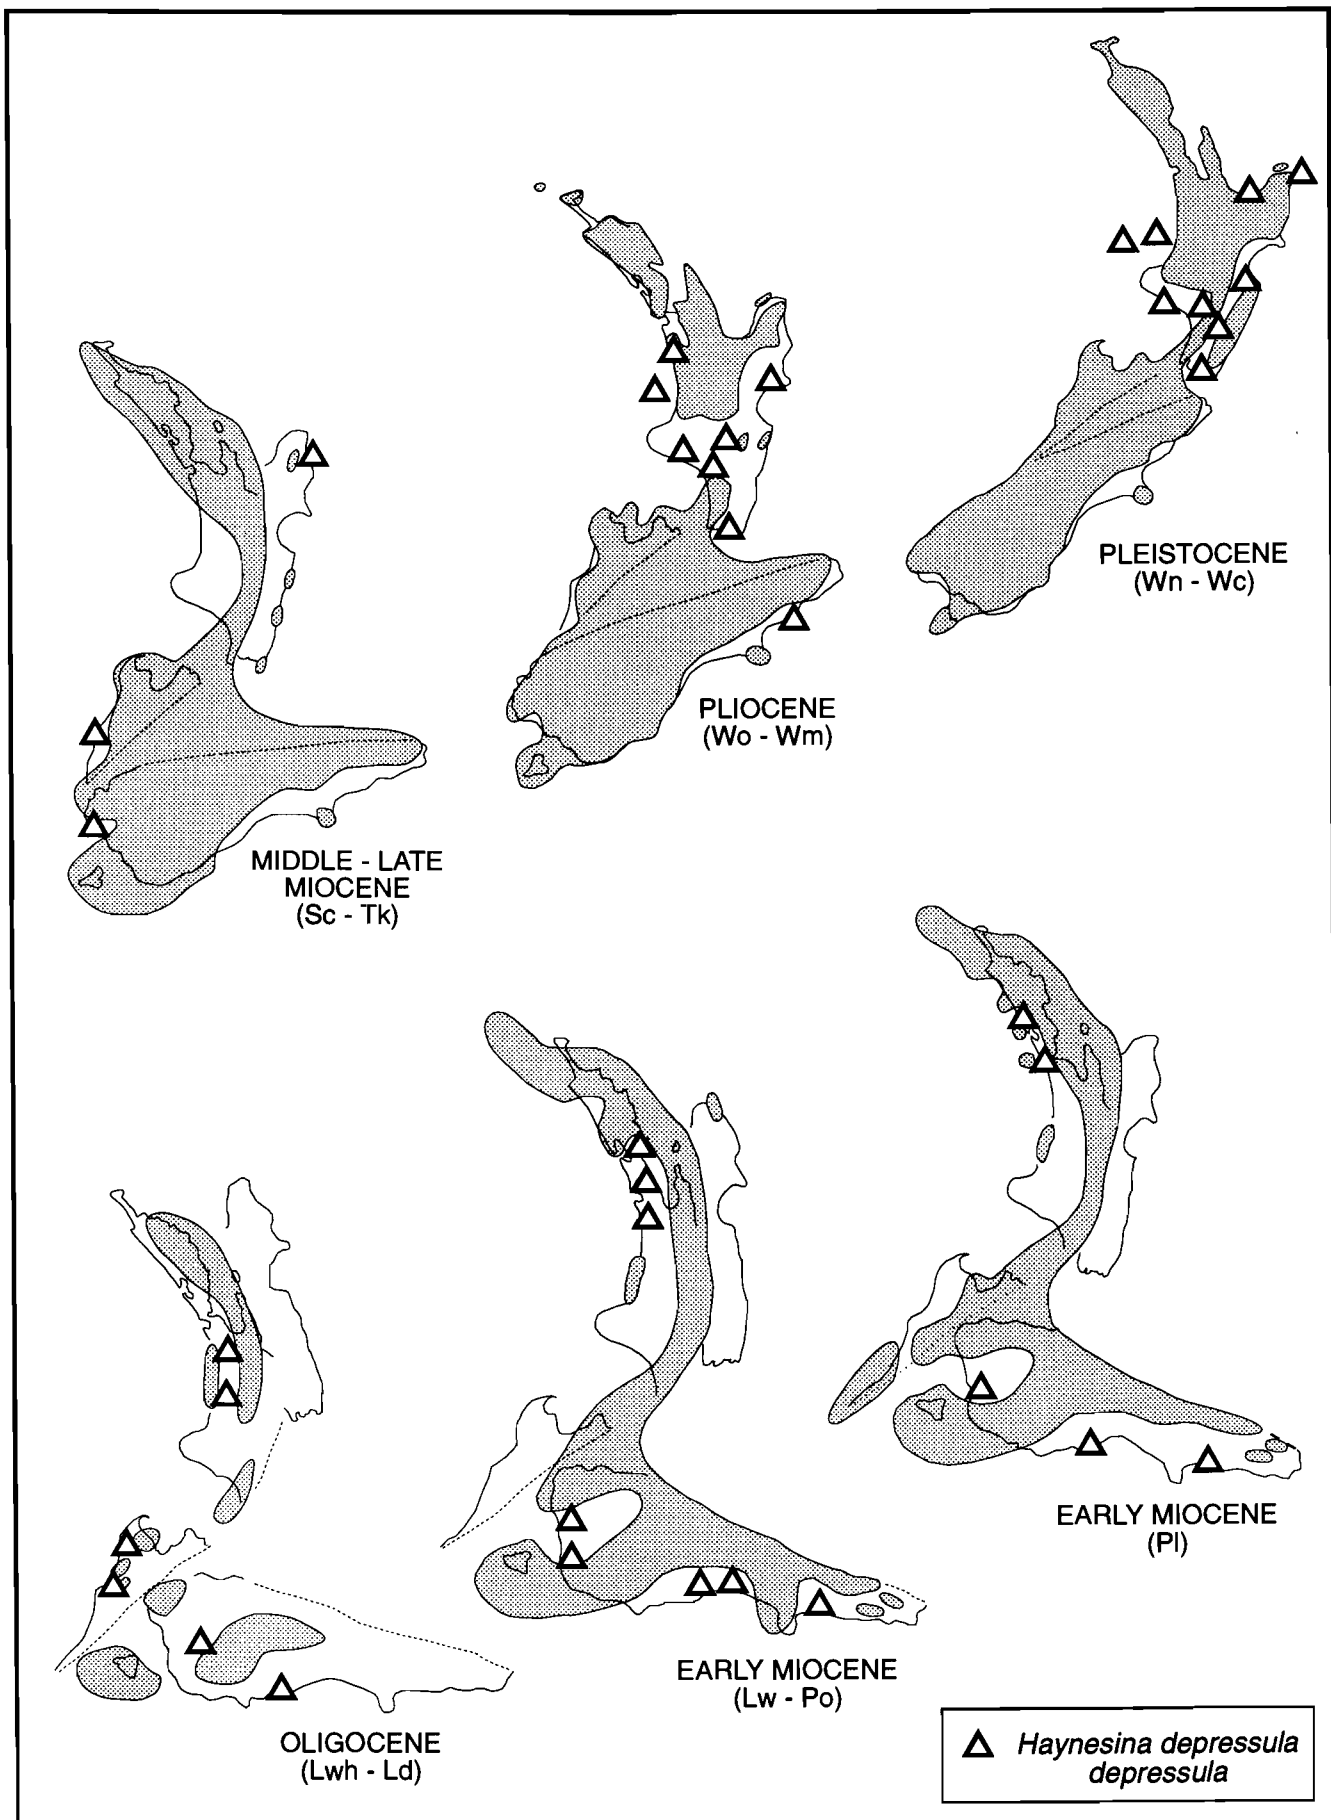 PLEISTOCENE
(Wn - Wc)
PLIOCENE
(Wo - Wm)
MIDDLE - LATE
MIOCENE
(Sc - Tk)
EARLY MIOCENE
(Pl)
EARLY MIOCENE
(Lw - Po)
OLIGOCENE
(Lwh - Ld)
Haynesina depressula
depressula